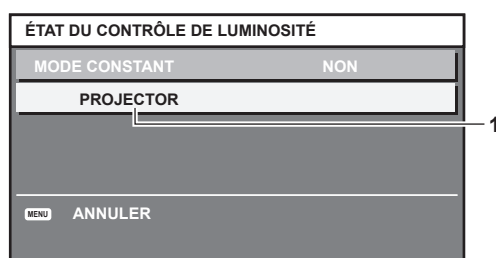 ÉTAT DU CONTRÔLE DE LUMINOSITÉ
MODE CONSTANT NON
PROJECTOR
1
MENU ANNULER